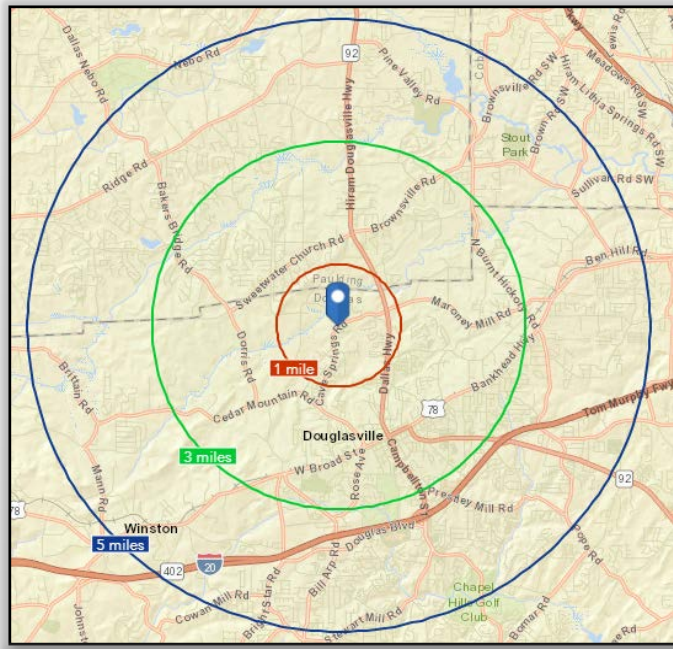 Pkwy
Lewis Rd
Dallas Nebo Rd
Nebo Rd
92
Pine Valley Rd
Cobb
Brownsville Rd SW
Meadows Rd SW
Hiram Lithia Springs Rd SW
Brown Rd SW
Stout
Park
Hiram Douglasville Hwy
Ridge Rd
Bakers Bridge Rd
Sullivan Rd SW
Brownsville Rd
Sweetwater Church Rd
N Burnt Hickory Rd
Ben Hill Rd
Paulding
Douglas
Maroney Mill Rd
Dorris Rd
Cave Springs Rd
Dallas Hwy
Bankhead Hwy
1 mile
Brittain Rd
Cedar Mountain Rd
78
Tom Murphy Fwy
Douglasville
3 miles
W Broad St
Rose Ave
Campbellton St
Mann Rd
Presney Mill Rd
92
78
Winston
5 miles
Douglas Blvd
Pope Rd
402
20
Bill Arp Rd
Bright Star Rd
Cowan Mill Rd
Chapel
Hills Golf
Club
Stewart Mill Rd
Bomar Rd